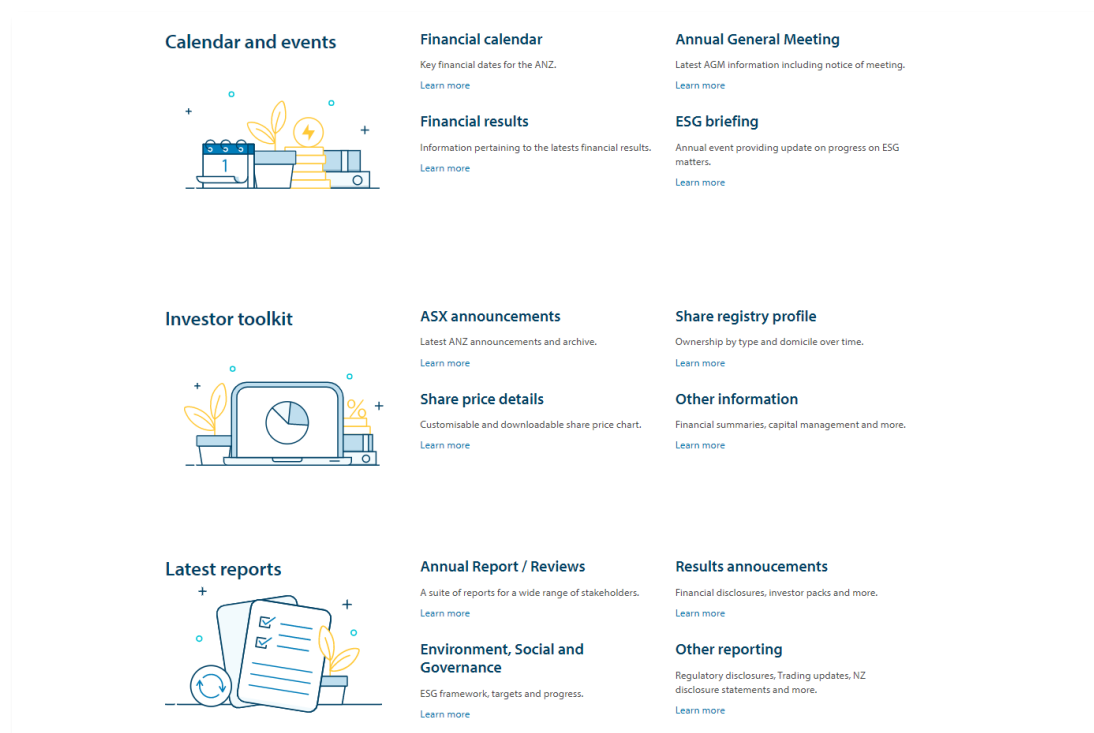 Calendar and events
Financial calendar
Key financial dates for the ANZ.
Learn more
Annual General Meeting
Latest AGM information including notice of meeting.
Learn more
5 5 5
1
Financial results
Information pertaining to the latests financial results.
Learn more
ESG briefing
Annual event providing update on progress on ESG
matters.
Learn more
Investor toolkit
ASX announcements
Latest ANZ announcements and archive.
Learn more
Share registry profile
Ownership by type and domicile over time.
Learn more
%
Share price details
Customisable and downloadable share price chart.
Learn more
Other information
Financial summaries, capital management and more.
Learn more
Latest reports
Annual Report / Reviews
A suite of reports for a wide range of stakeholders.
Learn more
Results annoucements
Financial disclosures, investor packs and more.
Learn more
Environment, Social and
Governance
ESG framework, targets and progress.
Learn more
Other reporting
Regulatory disclosures, Trading updates, NZ
disclosure statements and more.
Learn more